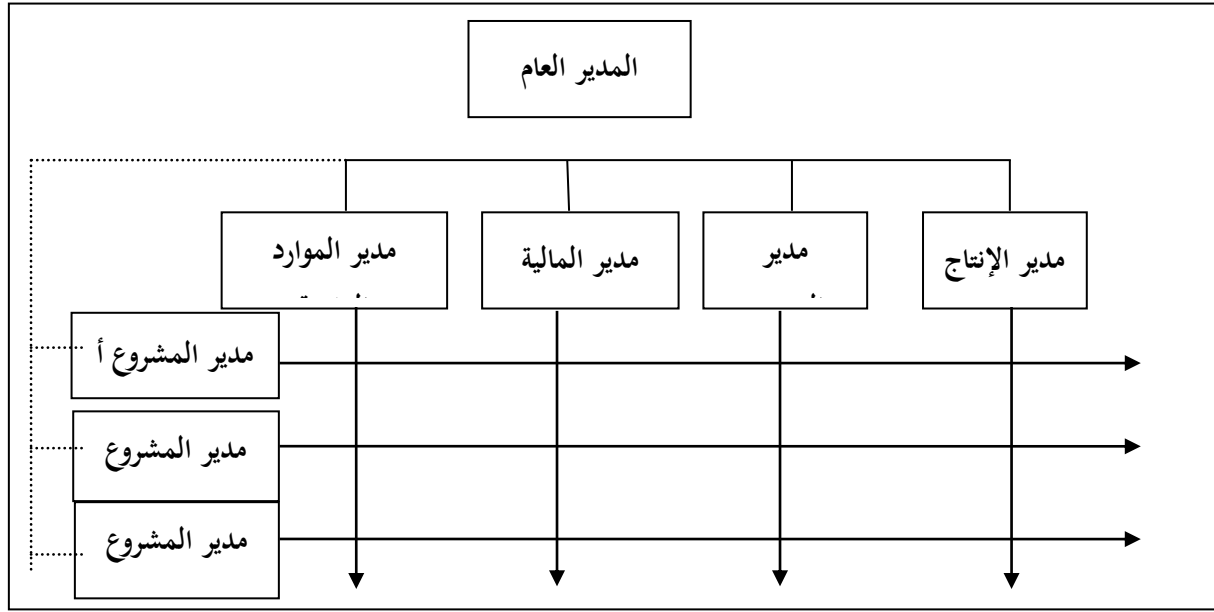 المدير العام
مدير الإنتاج
مدير
مدير المالية
مدير الموارد
مدير المشروع أ
مدير المشروع
مدير المشروع